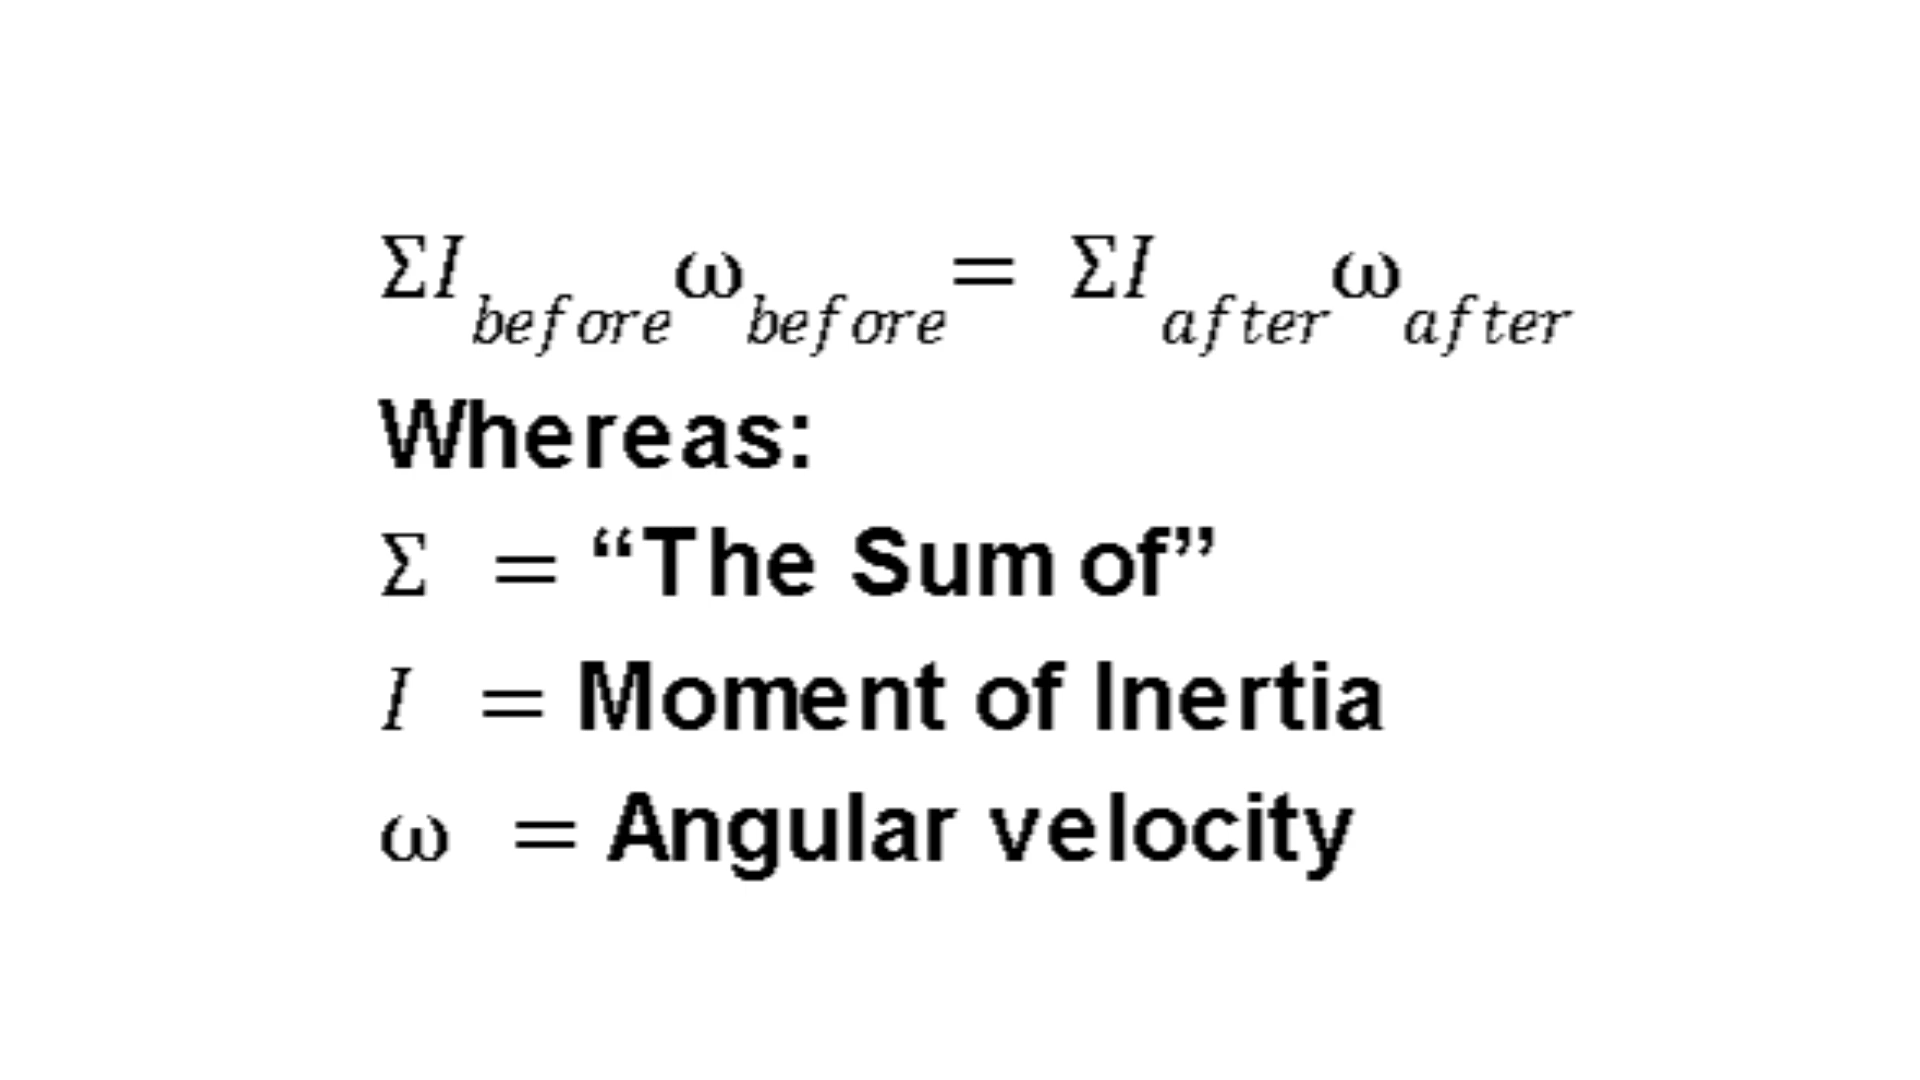 ΣI_before ω_before = ΣI_after ω_after
Whereas:
Σ = “The Sum of”
I = Moment of Inertia
ω = Angular velocity